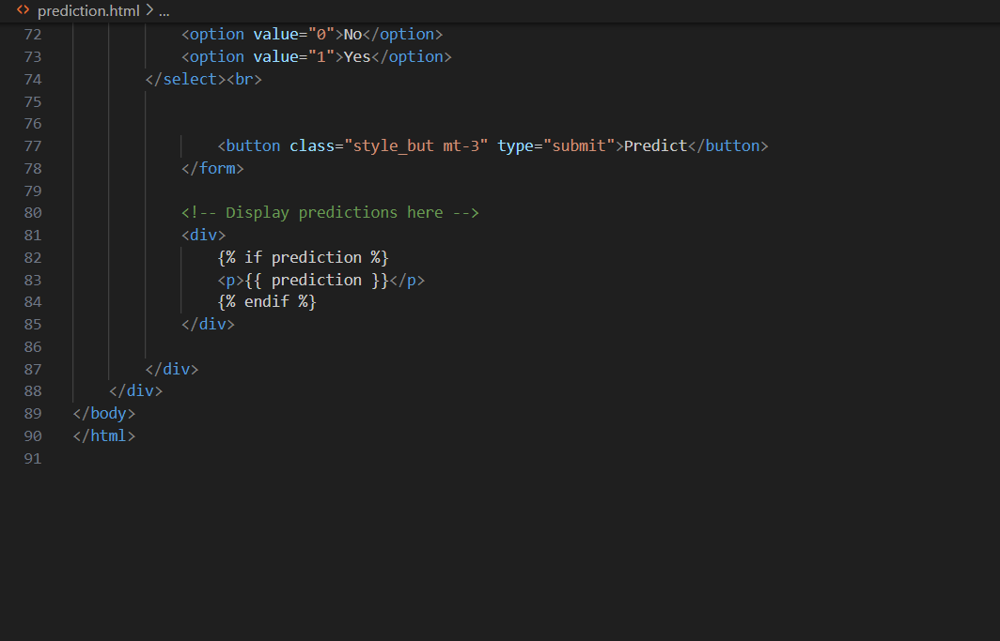 <> prediction.html > ...
72 <option value="0">No</option>
73 <option value="1">Yes</option>
74 </select><br>
75
76
77 <button class="style_but mt-3" type="submit">Predict</button>
78 </form>
79
80 <!-- Display predictions here -->
81 <div>
82 {% if prediction %}
83 <p>{{ prediction }}</p>
84 {% endif %}
85 </div>
86
87 </div>
88 </div>
89 </body>
90 </html>
91